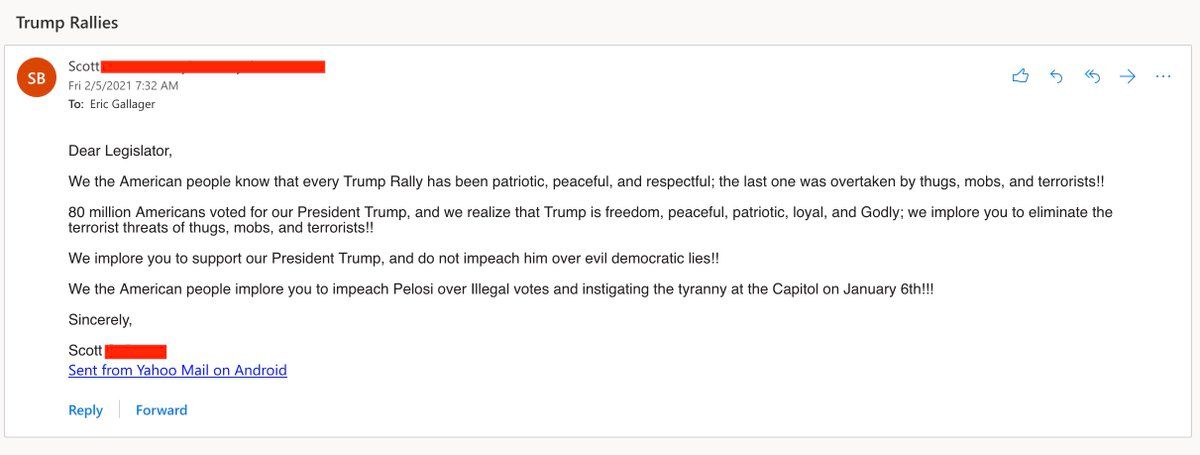 Trump Rallies
SB
Scott
Fri 2/5/2021 7:32 AM
To: Eric Gallager
Dear Legislator,
We the American people know that every Trump Rally has been patriotic, peaceful, and respectful; the last one was overtaken by thugs, mobs, and terrorists!!
80 million Americans voted for our President Trump, and we realize that Trump is freedom, peaceful, patriotic, loyal, and Godly; we implore you to eliminate the
terrorist threats of thugs, mobs, and terrorists!!
We implore you to support our President Trump, and do not impeach him over evil democratic lies!!
We the American people implore you to impeach Pelosi over Illegal votes and instigating the tyranny at the Capitol on January 6th!!!
Sincerely,
Scott
Sent from Yahoo Mail on Android
Reply Forward